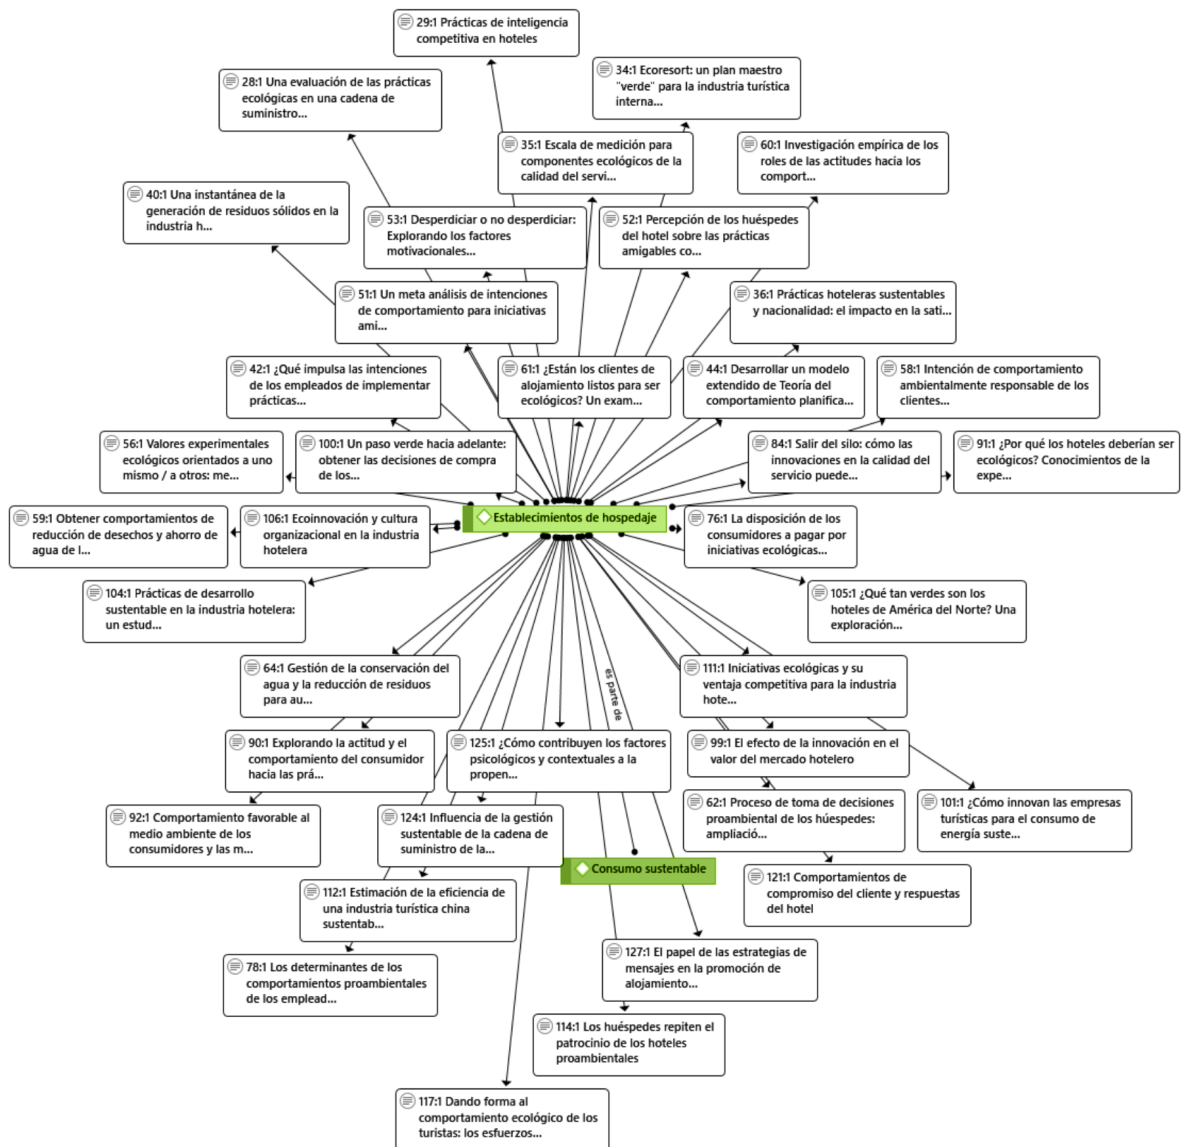 29:1 Prácticas de inteligencia
competitiva en hoteles
34:1 Ecoresort: un plan maestro
"verde" para la industria turística
interna...
28:1 Una evaluación de las prácticas
ecológicas en una cadena de
suministro...
35:1 Escala de medición para
componentes ecológicos de la
calidad del servi...
60:1 Investigación empírica de los
roles de las actitudes hacia los
comport...
40:1 Una instantánea de la
generación de residuos sólidos en la
industria h...
53:1 Desperdiciar o no desperdiciar:
Explorando los factores
motivacionales...
52:1 Percepción de los huéspedes
del hotel sobre las prácticas
amigables co...
51:1 Un meta análisis de intenciones
de comportamiento para iniciativas
ami...
36:1 Prácticas hoteleras sustentables
y nacionalidad: el impacto en la sati...
42:1 ¿Qué impulsa las intenciones
de los empleados de implementar
prácticas...
61:1 ¿Están los clientes de
alojamiento listos para ser
ecológicos? Un exam...
44:1 Desarrollar un modelo
extendido de Teoría del
comportamiento planifica...
58:1 Intención de comportamiento
ambientalmente responsable de los
clientes...
56:1 Valores experimentales
ecológicos orientados a uno
mismo / a otros: me...
100:1 Un paso verde hacia adelante:
obtener las decisiones de compra
de los...
84:1 Salir del silo: cómo las
innovaciones en la calidad del
servicio puede...
91:1 ¿Por qué los hoteles deberían ser
ecológicos? Conocimientos de la
expe...
59:1 Obtener comportamientos de
reducción de desechos y ahorro de
agua de l...
106:1 Ecoinnovación y cultura
organizacional en la industria
hotelera
Establecimientos de hospedaje
76:1 La disposición de los
consumidores a pagar por
iniciativas ecológicas...
104:1 Prácticas de desarrollo
sustentable en la industria hotelera:
un estud...
105:1 ¿Qué tan verdes son los
hoteles de América del Norte? Una
exploración...
64:1 Gestión de la conservación del
agua y la reducción de residuos
para au...
es parte de
111:1 Iniciativas ecológicas y su
ventaja competitiva para la industria
hote...
90:1 Explorando la actitud y el
comportamiento del consumidor
hacia las prá...
125:1 ¿Cómo contribuyen los factores
psicológicos y contextuales a la
propen...
99:1 El efecto de la innovación en el
valor del mercado hotelero
92:1 Comportamiento favorable al
medio ambiente de los
consumidores y las m...
124:1 Influencia de la gestión
sustentable de la cadena de
suministro de la...
62:1 Proceso de toma de decisiones
proambiental de los húespedes:
ampliació...
101:1 ¿Cómo innovan las empresas
turísticas para el consumo de
energía suste...
Consumo sustentable
121:1 Comportamientos de
compromiso del cliente y respuestas
del hotel
112:1 Estimación de la eficiencia de
una industria turística china
sustentab...
78:1 Los determinantes de los
comportamientos proambientales
de los emplead...
127:1 El papel de las estrategias de
mensajes en la promoción de
alojamiento...
114:1 Los huéspedes repiten el
patrocinio de los hoteles
proambientales
117:1 Dando forma al
comportamiento ecológico de los
turistas: los esfuerzos...